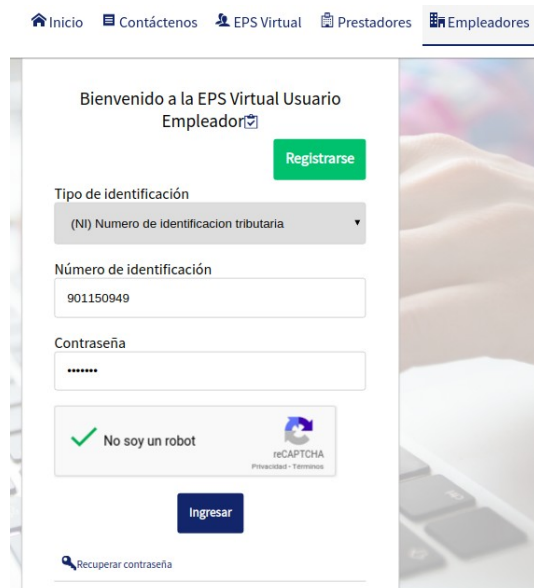 Inicio Contáctenos EPS Virtual Prestadores Empleadores
Bienvenido a la EPS Virtual Usuario
Empleador
Registrarse
Tipo de identificación
(NI) Numero de identificacion tributaria
Número de identificación
901150949
Contraseña
•••••••
No soy un robot
reCAPTCHA
Privacidad - Términos
Ingresar
Recuperar contraseña